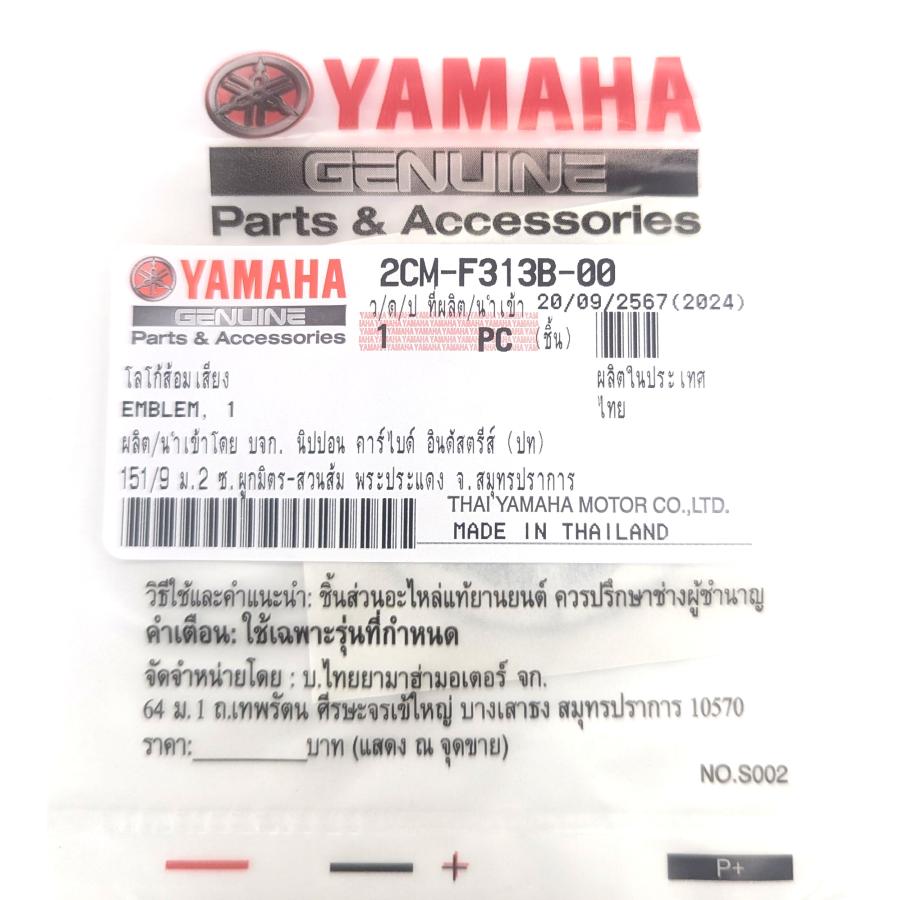 YAMAHA
GENUINE
Parts & Accessories
YAMAHA 2CM-F313B-00
GENUINE ว/ด/ป ที่ผลิต/นำเข้า 20/09/2567(2024)
Parts & Accessories 1 PC (ชิ้น)
โลโก้ส้อมเสียง ผลิตในประเทศ
EMBLEM, 1 ไทย
ผลิต/นำเข้าโดย บจก. นิปปอน คาร์ไบด์ อินดัสตรีส์ (ปท)
151/9 ม.2 ซ.ผูกมิตร-สวนส้ม พระประแดง จ.สมุทรปราการ
THAI YAMAHA MOTOR CO.,LTD.
MADE IN THAILAND
วิธีใช้และคำแนะนำ: ชิ้นส่วนอะไหล่แท้ยานยนต์ ควรปรึกษาช่างผู้ชำนาญ
คำเตือน: ใช้เฉพาะรุ่นที่กำหนด
จัดจำหน่ายโดย : บ.ไทยยามาฮ่ามอเตอร์ จก.
64 ม.1 ถ.เทพรัตน ศีรษะจรเข้ใหญ่ บางเสาธง สมุทรปราการ 10570
ราคา:________บาท (แสดง ณ จุดขาย)
NO.S002
P+